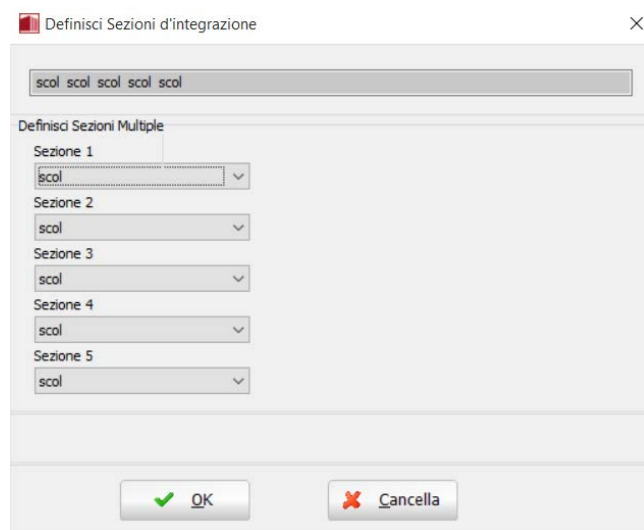 Definisci Sezioni d'integrazione
scol scol scol scol scol
Definisci Sezioni Multiple
Sezione 1
scol
Sezione 2
scol
Sezione 3
scol
Sezione 4
scol
Sezione 5
scol
OK
Cancella